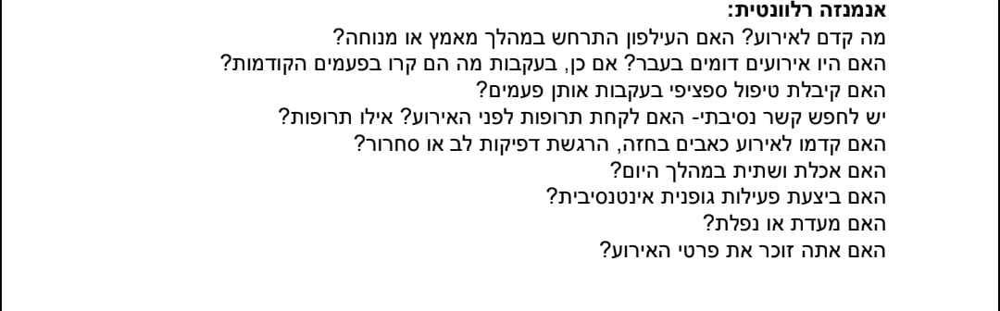 אנמנזה רלוונטית:
מה קדם לאירוע? האם העילפון התרחש במהלך מאמץ או מנוחה?
האם היו אירועים דומים בעבר? אם כן, בעקבות מה הם קרו בפעמים הקודמות?
האם קיבלת טיפול ספציפי בעקבות אותן פעמים?
יש לחפש קשר נסיבתי- האם לקחת תרופות לפני האירוע? אילו תרופות?
האם קדמו לאירוע כאבים בחזה, הרגשת דפיקות לב או סחרור?
האם אכלת ושתית במהלך היום?
האם ביצעת פעילות גופנית אינטנסיבית?
האם מעדת או נפלת?
האם אתה זוכר את פרטי האירוע?